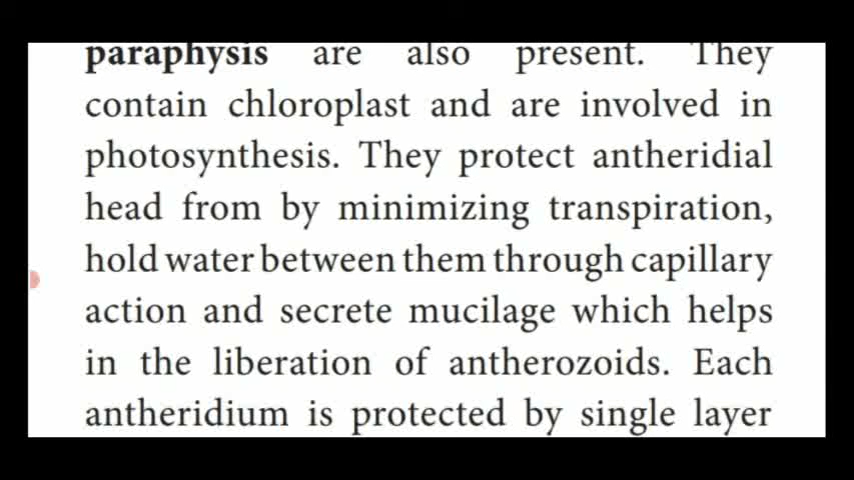 paraphysis are also present. They
contain chloroplast and are involved in
photosynthesis. They protect antheridial
head from by minimizing transpiration,
hold water between them through capillary
action and secrete mucilage which helps
in the liberation of antherozoids. Each
antheridium is protected by single layer